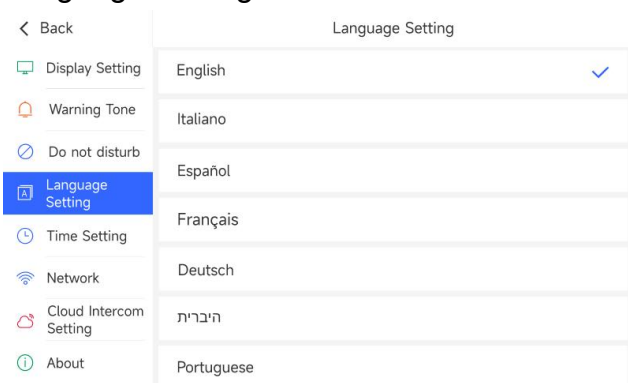 Back
Language Setting
Display Setting
Warning Tone
Do not disturb
Language
Setting
Time Setting
Network
Cloud Intercom
Setting
About
English
Italiano
Español
Français
Deutsch
היברית
Portuguese